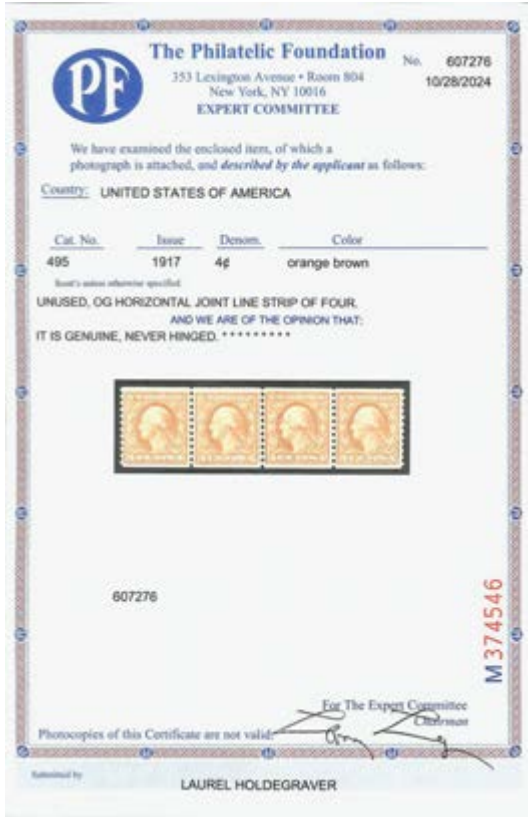 PF
The Philatelic Foundation
No. 607276
353 Lexington Avenue • Room 804
10/28/2024
New York, NY 10016
EXPERT COMMITTEE
We have examined the enclosed item, of which a
photograph is attached, and described by the applicant as follows:
Country: UNITED STATES OF AMERICA
Cat. No. Issue Denom. Color
495 1917 4¢ orange brown
Scott's unless otherwise specified.
UNUSED, OG HORIZONTAL JOINT LINE STRIP OF FOUR.
AND WE ARE OF THE OPINION THAT:
IT IS GENUINE, NEVER HINGED. * * * * * * * * *
607276
M 374546
For The Expert Committee
Chairman
Photocopies of this Certificate are not valid.
Submitted by
LAUREL HOLDEGRAVER